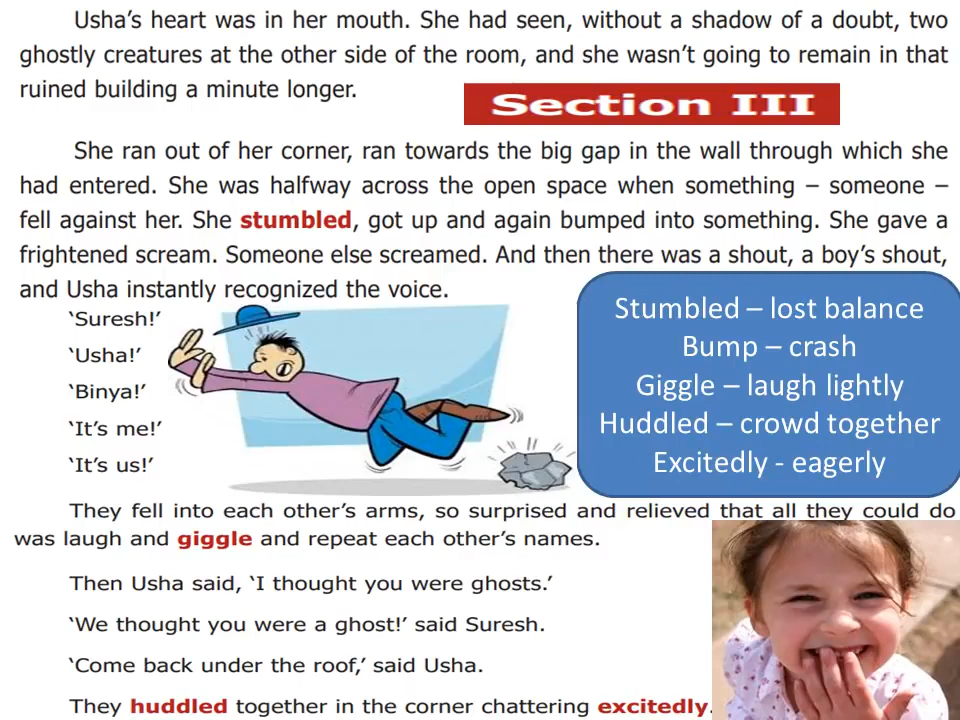 Usha’s heart was in her mouth. She had seen, without a shadow of a doubt, two
ghostly creatures at the other side of the room, and she wasn’t going to remain in that
ruined building a minute longer.
Section III
She ran out of her corner, ran towards the big gap in the wall through which she
had entered. She was halfway across the open space when something – someone –
fell against her. She stumbled, got up and again bumped into something. She gave a
frightened scream. Someone else screamed. And then there was a shout, a boy’s shout,
and Usha instantly recognized the voice.
‘Suresh!’
‘Usha!’
‘Binya!’
‘It’s me!’
‘It’s us!’
Stumbled – lost balance
Bump – crash
Giggle – laugh lightly
Huddled – crowd together
Excitedly - eagerly
They fell into each other’s arms, so surprised and relieved that all they could do
was laugh and giggle and repeat each other’s names.
Then Usha said, ‘I thought you were ghosts.’
‘We thought you were a ghost!’ said Suresh.
‘Come back under the roof,’ said Usha.
They huddled together in the corner chattering excitedly.